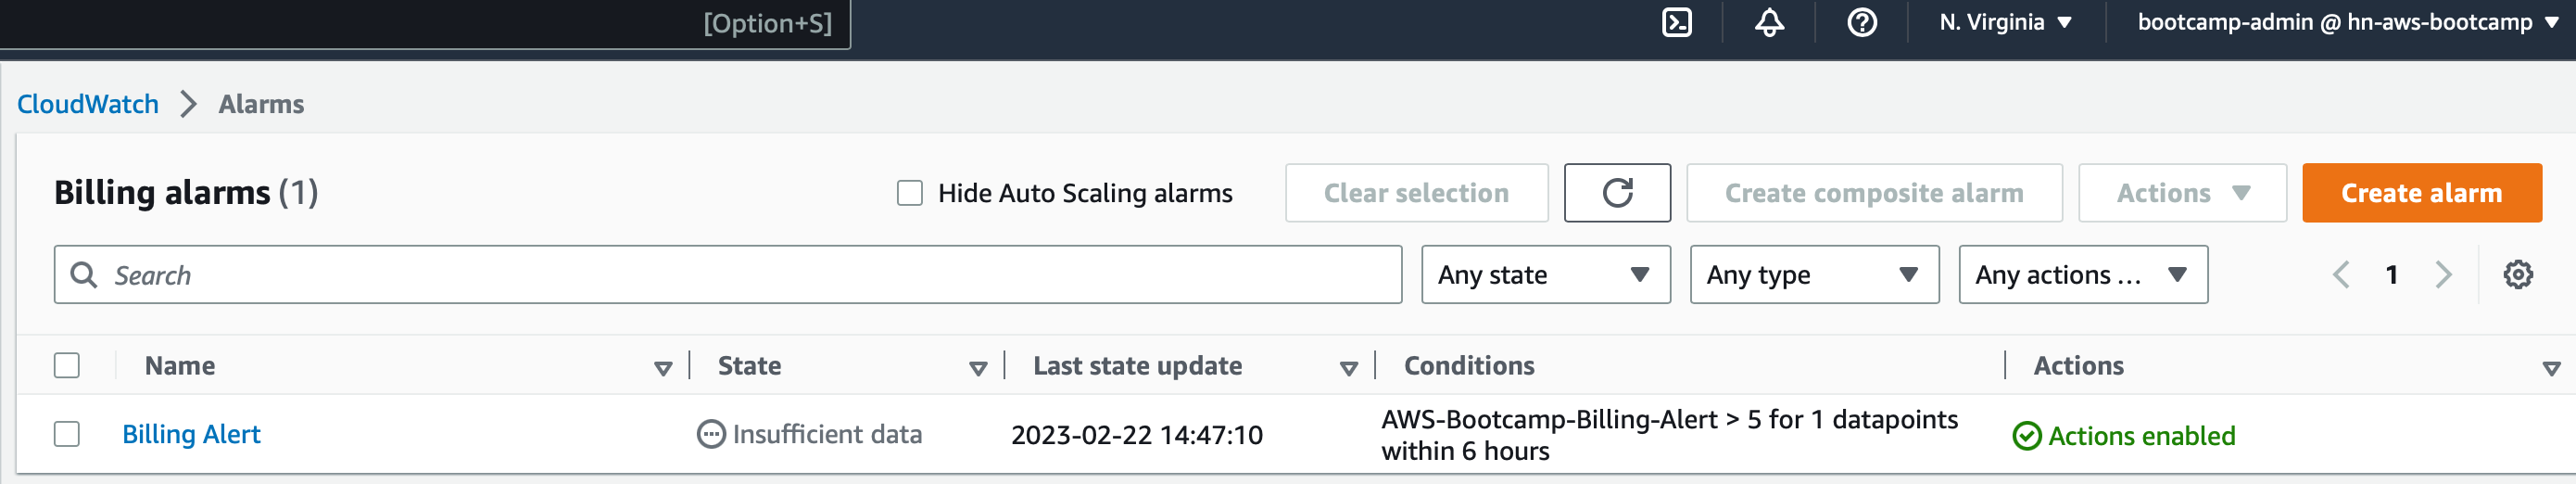 [Option+S]
N. Virginia
bootcamp-admin @ hn-aws-bootcamp
CloudWatch
Alarms
Billing alarms (1)
Hide Auto Scaling alarms
Clear selection
Create composite alarm
Actions
Create alarm
Search
Any state
Any type
Any actions ...
1
Name
State
Last state update
Conditions
Actions
Billing Alert
Insufficient data
2023-02-22 14:47:10
AWS-Bootcamp-Billing-Alert > 5 for 1 datapoints
within 6 hours
Actions enabled